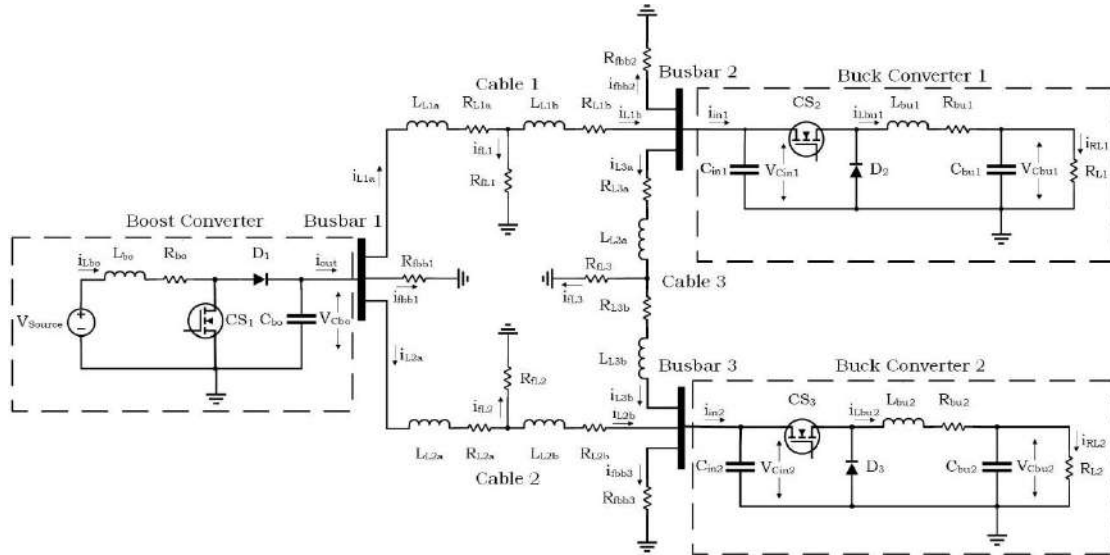 R_fbb2
Busbar 2
i_fbb2
Cable 1
Buck Converter 1
L_L1a
R_L1a
L_L1b
R_L1b
i_L1b
i_in1
CS_2
i_Lbu1
L_bu1
R_bu1
i_fL1
R_fL1
i_L1a
i_L3a
R_L3a
C_in1
V_Cin1
D_2
C_bu1
V_Cbu1
i_RL1
R_L1
L_L3a
Boost Converter
Busbar 1
i_Lbo
L_bo
R_bo
D_1
i_out
R_fbb1
i_fbb1
R_fL3
i_fL3
Cable 3
V_Source
CS_1
C_bo
V_Cbo
R_L3b
i_L2a
R_fL2
i_fL2
L_L3b
Busbar 3
i_L3b
i_L2b
Buck Converter 2
L_L2a
R_L2a
L_L2b
R_L2b
Cable 2
i_in2
CS_3
i_Lbu2
L_bu2
R_bu2
i_fbb3
R_fbb3
C_in2
V_Cin2
D_3
C_bu2
V_Cbu2
i_RL2
R_L2